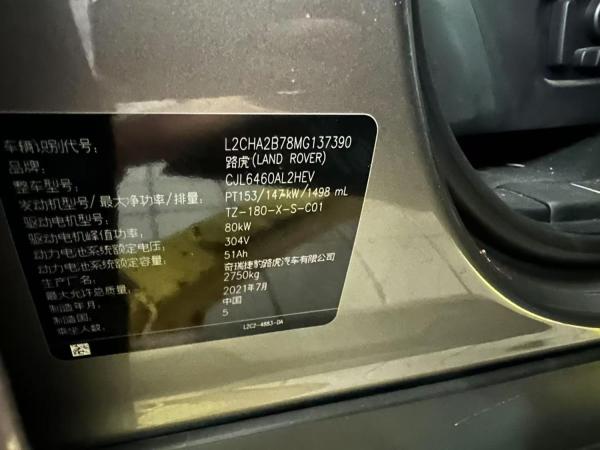 车辆识别代号: L2CHA2B78MG137390
品牌: 路虎(LAND ROVER)
整车型号: CJL6460AL2HEV
发动机型号/最大净功率/排量: PT153/147kW/1498 mL
驱动电机型号: TZ-180-X-S-C01
驱动电机峰值功率: 80kW
动力电池系统额定电压: 304V
动力电池系统额定容量: 51Ah
生产厂名: 奇瑞捷豹路虎汽车有限公司
最大允许总质量: 2750kg
制造年月: 2021年7月
制造国: 中国
乘坐人数: 5
L2C2-4883-DA